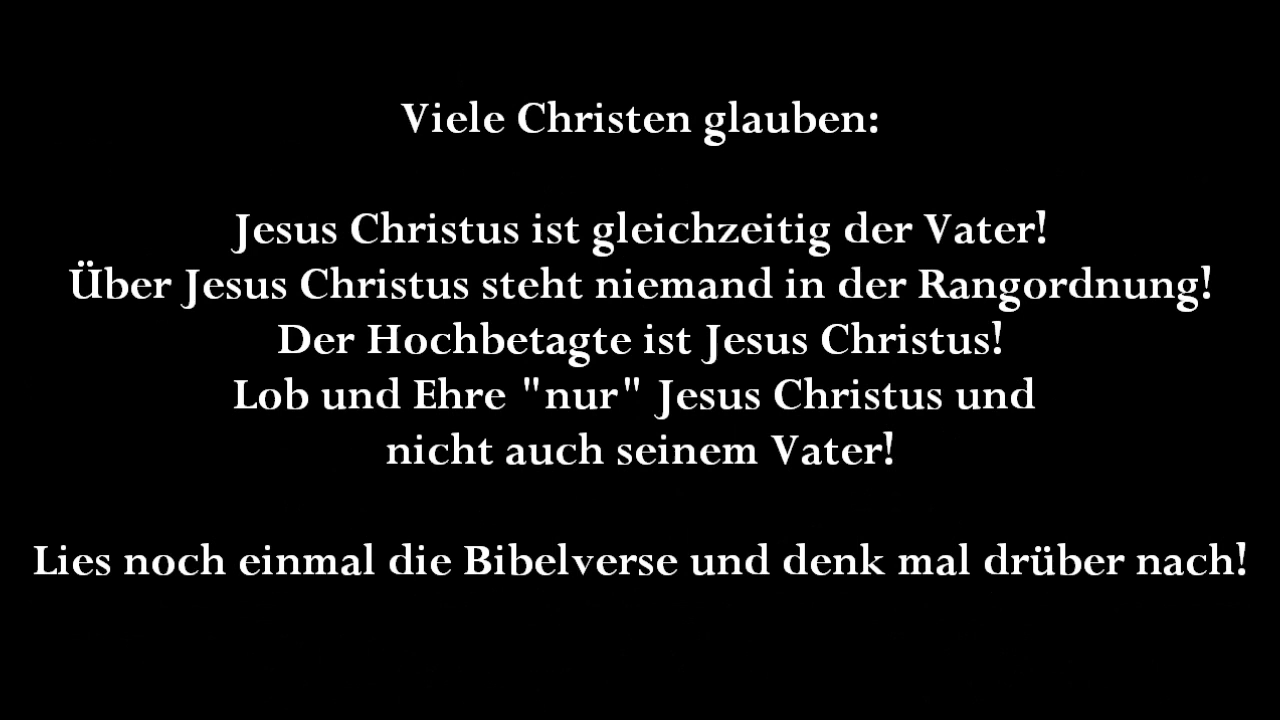 Viele Christen glauben:
Jesus Christus ist gleichzeitig der Vater!
Über Jesus Christus steht niemand in der Rangordnung!
Der Hochbetagte ist Jesus Christus!
Lob und Ehre "nur" Jesus Christus und
nicht auch seinem Vater!
Lies noch einmal die Bibelverse und denk mal drüber nach!